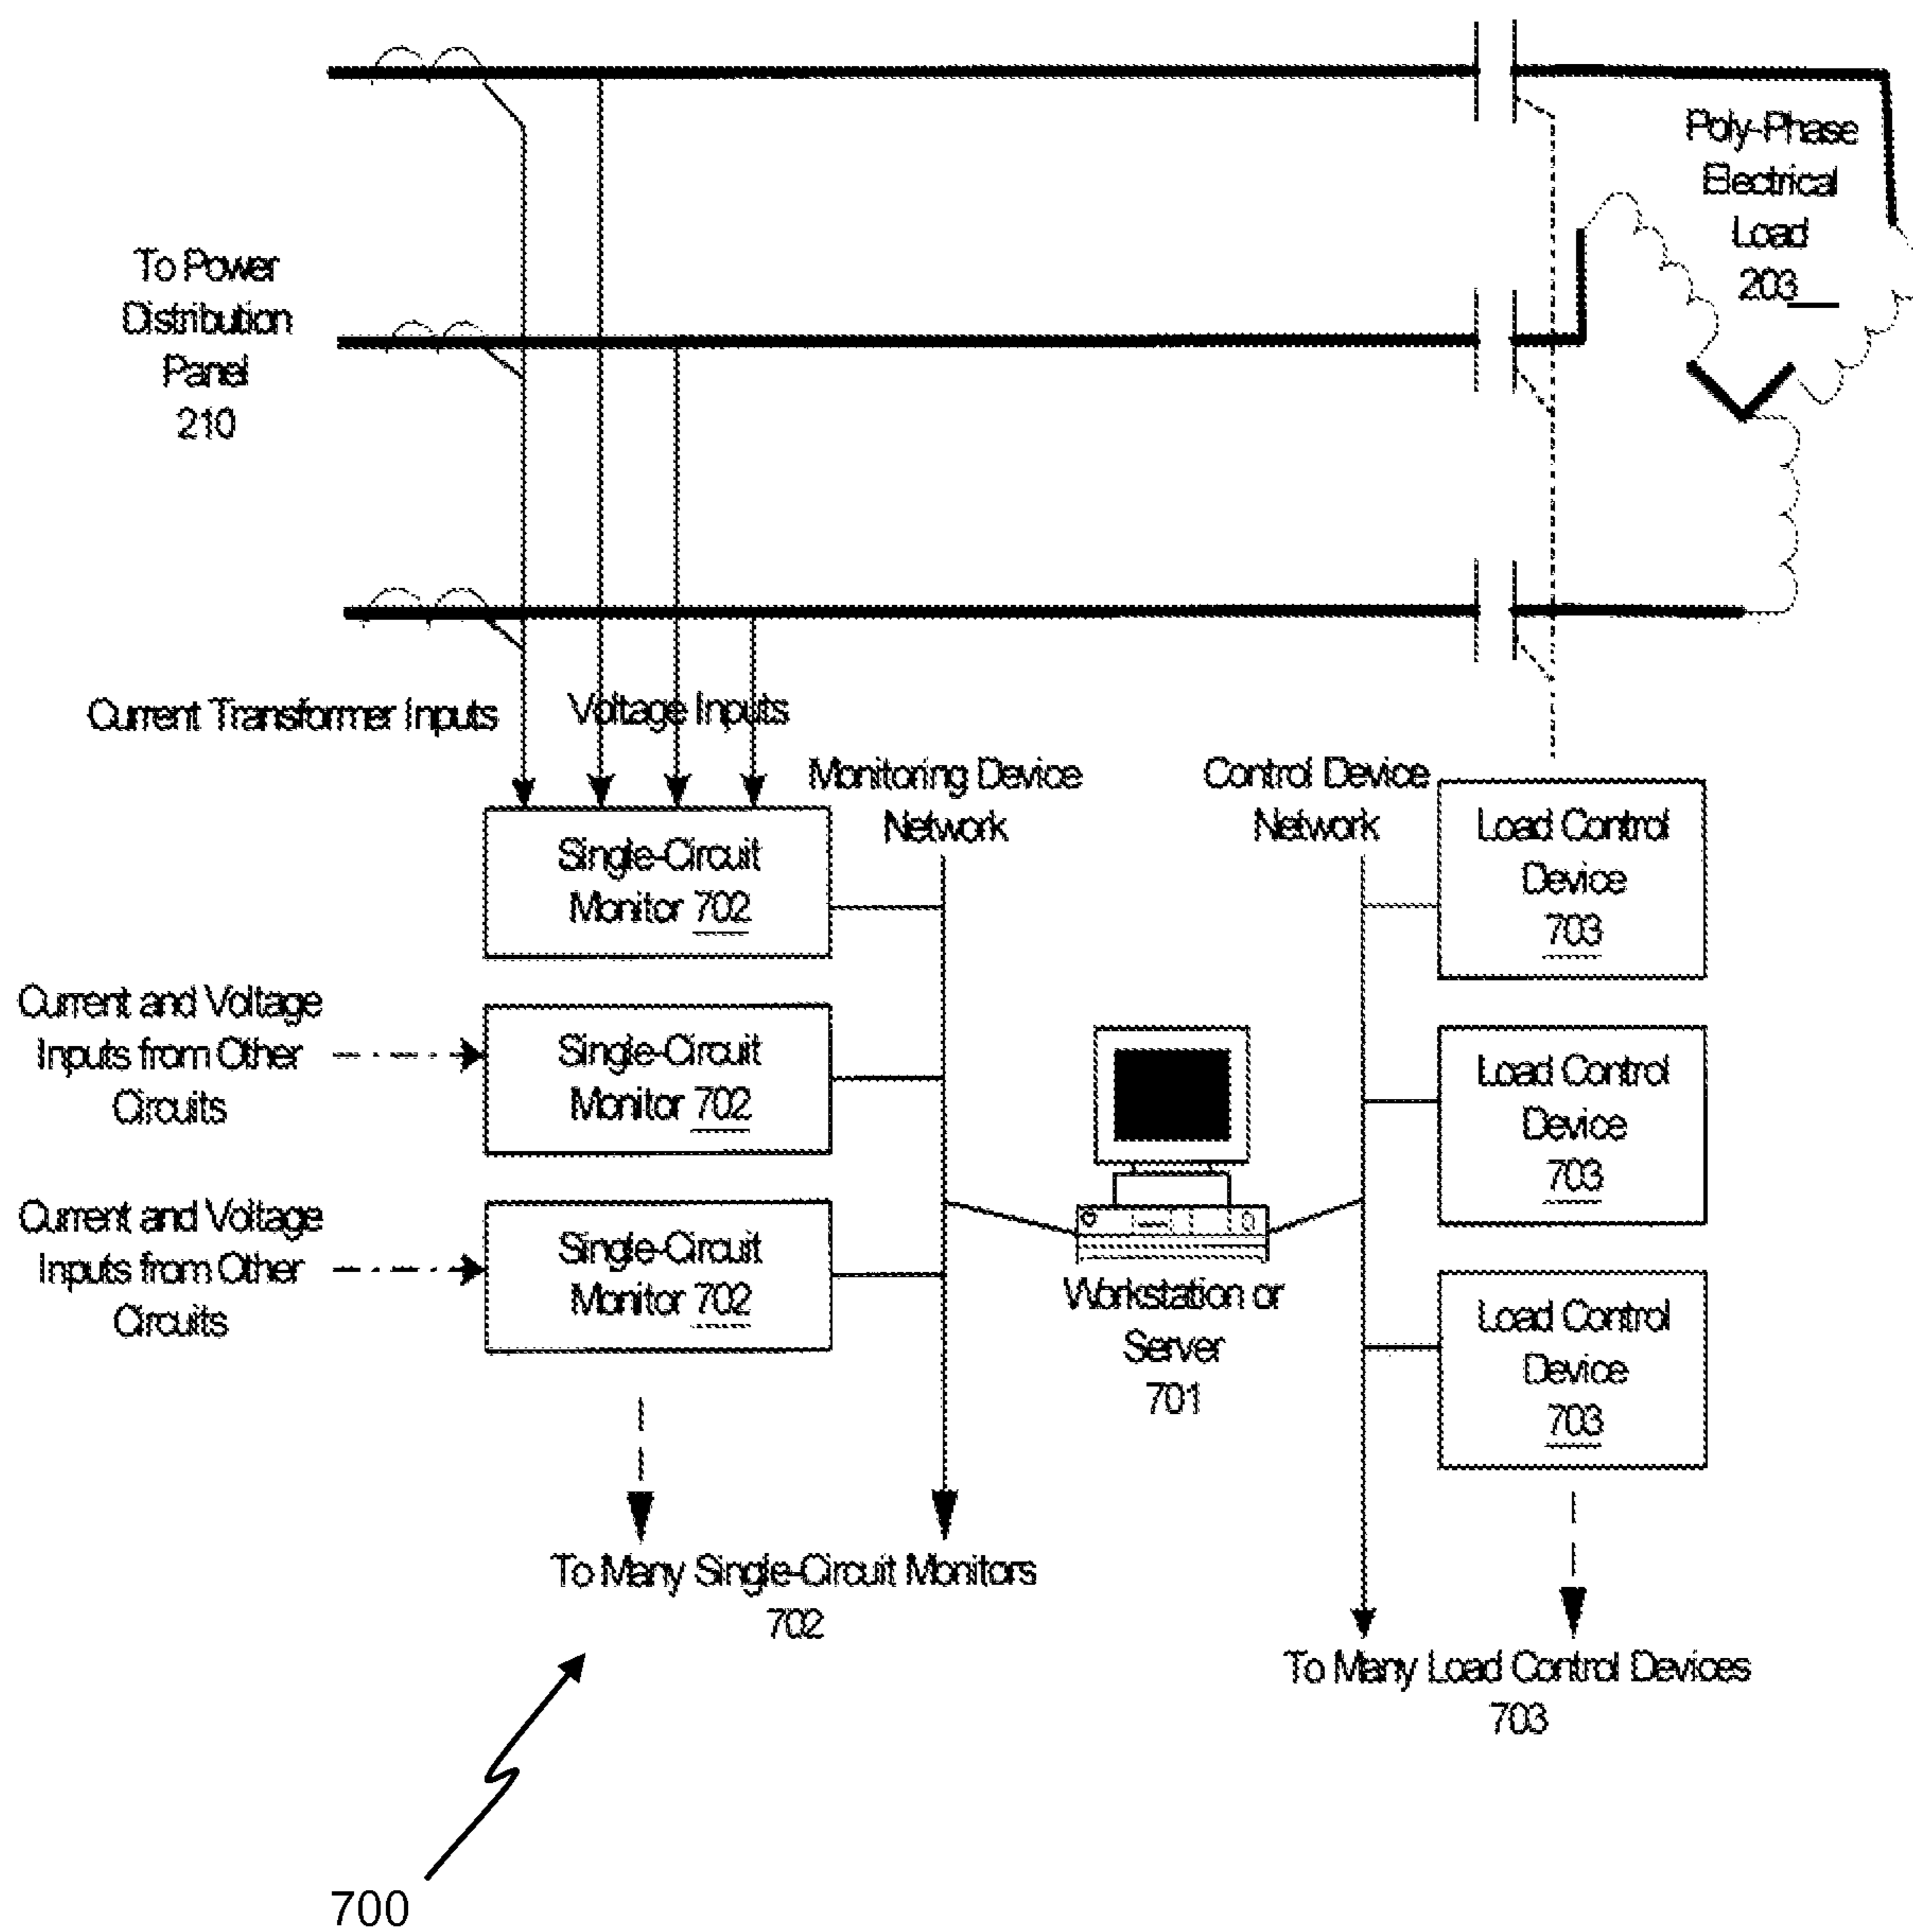 Poly-Phase
Electrical
Load
203
To Power
Distribution
Panel
210
Current Transformer Inputs
Voltage Inputs
Monitoring Device
Network
Control Device
Network
Load Control
Device
703
Single-Circuit
Monitor 702
Current and Voltage
Inputs from Other
Circuits
Single-Circuit
Monitor 702
Load Control
Device
703
Current and Voltage
Inputs from Other
Circuits
Single-Circuit
Monitor 702
Workstation or
Server
701
Load Control
Device
703
To Many Single-Circuit Monitors
702
To Many Load Control Devices
703
700